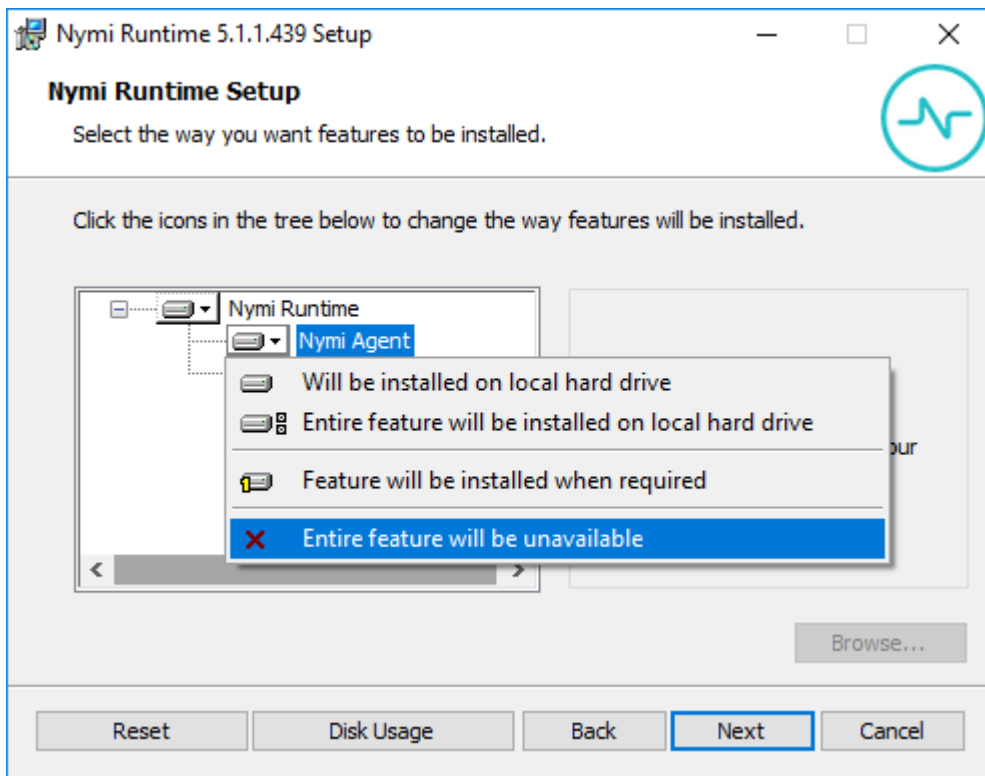 Nymi Runtime 5.1.1.439 Setup
Nymi Runtime Setup
Select the way you want features to be installed.
Click the icons in the tree below to change the way features will be installed.
Nymi Runtime
Nymi Agent
Will be installed on local hard drive
Entire feature will be installed on local hard drive
Feature will be installed when required
Entire feature will be unavailable
Browse...
Reset
Disk Usage
Back
Next
Cancel